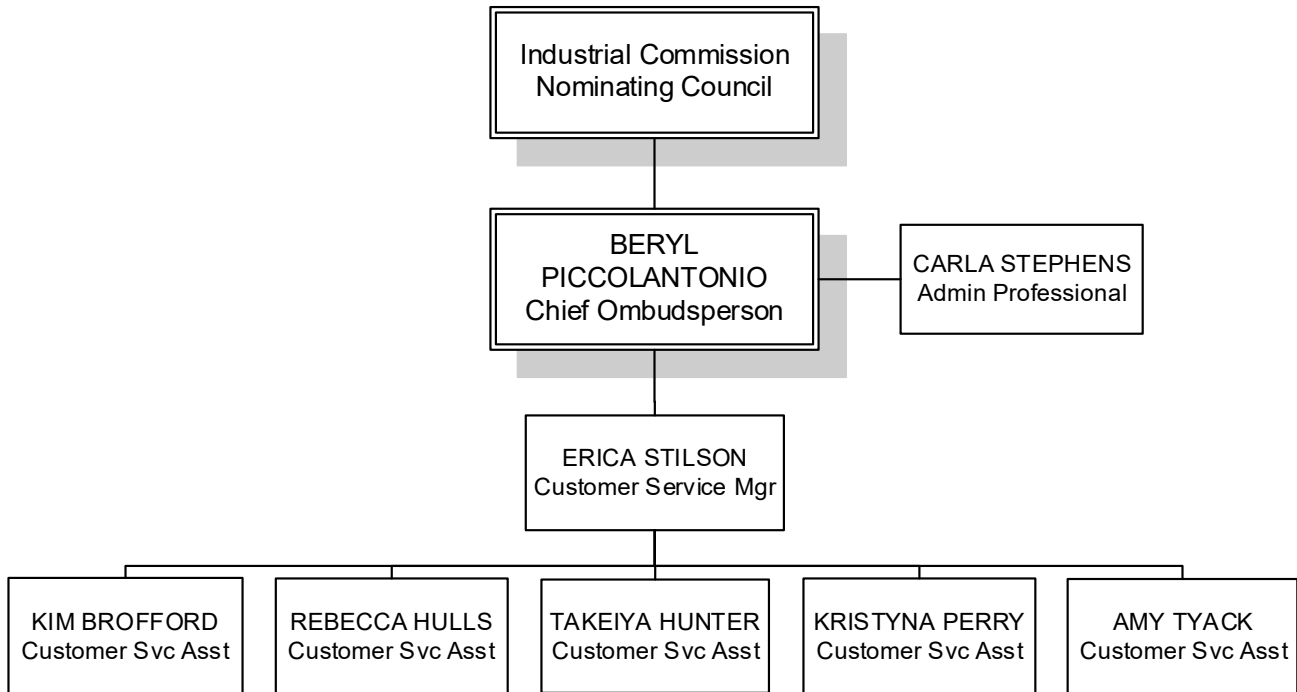 Industrial Commission
Nominating Council
BERYL
PICCOLANTONIO
Chief Ombudsperson
CARLA STEPHENS
Admin Professional
ERICA STILSON
Customer Service Mgr
KIM BROFFORD
Customer Svc Asst
REBECCA HULLS
Customer Svc Asst
TAKEIYA HUNTER
Customer Svc Asst
KRISTYNA PERRY
Customer Svc Asst
AMY TYACK
Customer Svc Asst